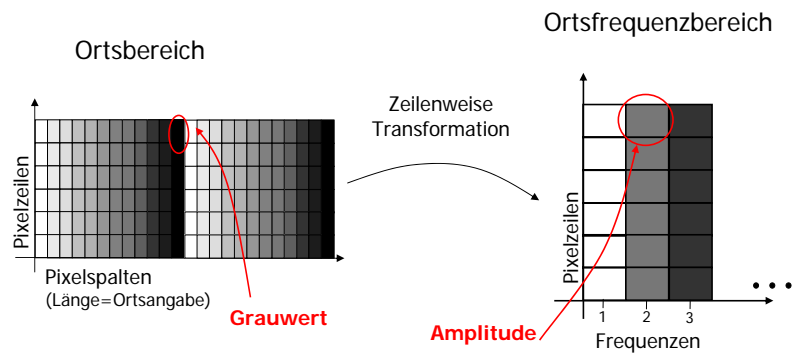 Ortsbereich
Pixelzeilen
Pixelspalten
(Länge=Ortsangabe)
Grauwert
Zeilenweise
Transformation
Ortsfrequenzbereich
Pixelzeilen
1 2 3
Frequenzen
Amplitude